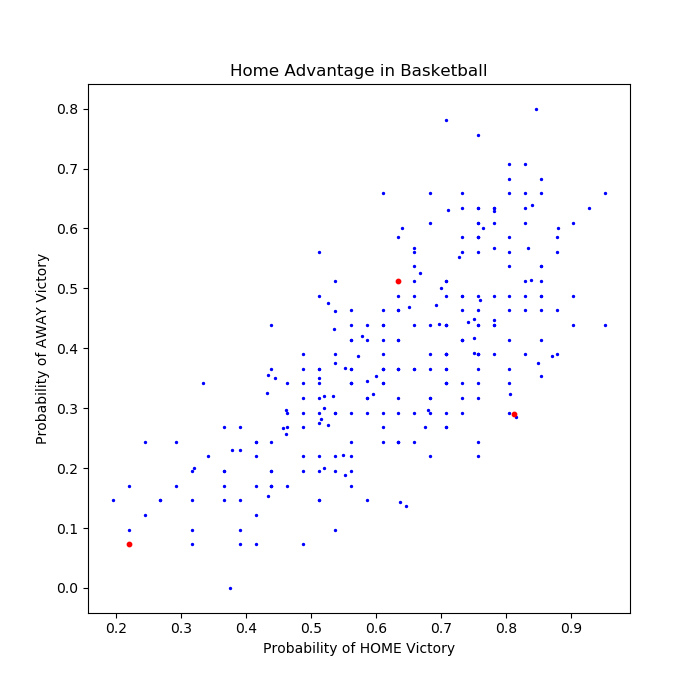 Home Advantage in Basketball
Probability of AWAY Victory
0.8
0.7
0.6
0.5
0.4
0.3
0.2
0.1
0.0
0.2 0.3 0.4 0.5 0.6 0.7 0.8 0.9
Probability of HOME Victory